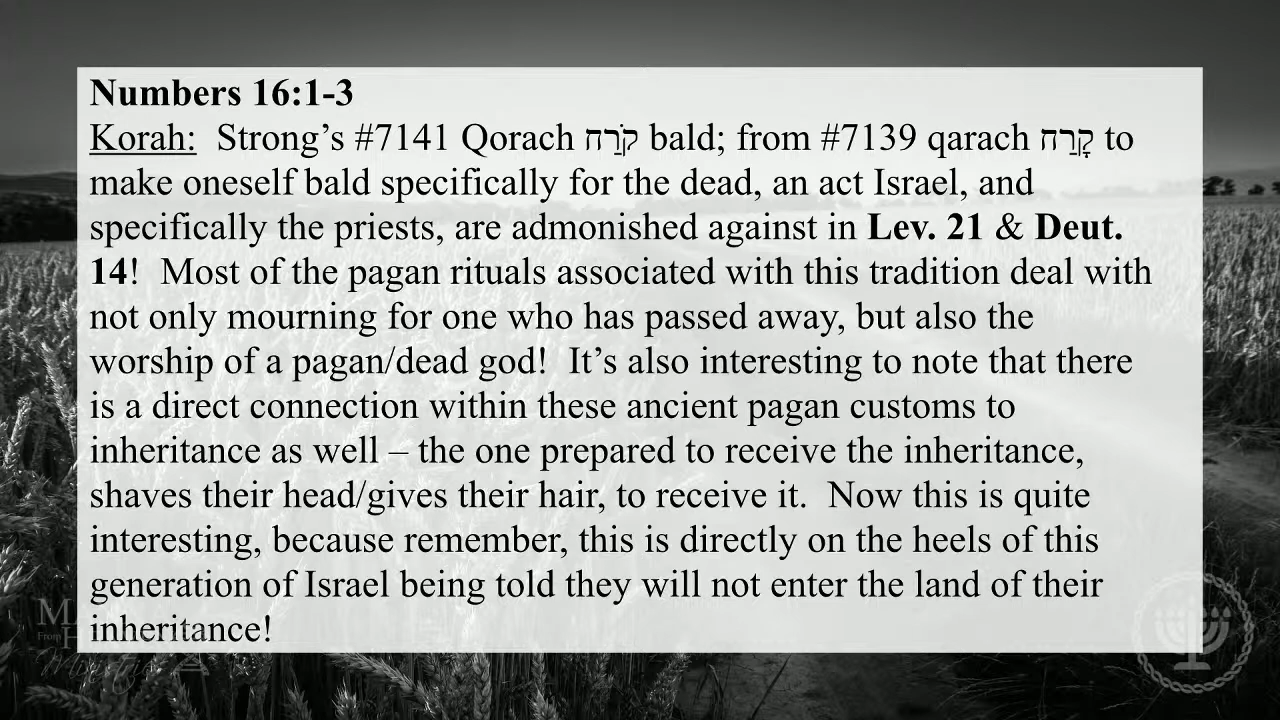 Numbers 16:1-3
Korah: Strong’s #7141 Qorach קֹרַח bald; from #7139 qarach קָרַח to
make oneself bald specifically for the dead, an act Israel, and
specifically the priests, are admonished against in Lev. 21 & Deut.
14! Most of the pagan rituals associated with this tradition deal with
not only mourning for one who has passed away, but also the
worship of a pagan/dead god! It’s also interesting to note that there
is a direct connection within these ancient pagan customs to
inheritance as well – the one prepared to receive the inheritance,
shaves their head/gives their hair, to receive it. Now this is quite
interesting, because remember, this is directly on the heels of this
generation of Israel being told they will not enter the land of their
inheritance!
From
Ministries